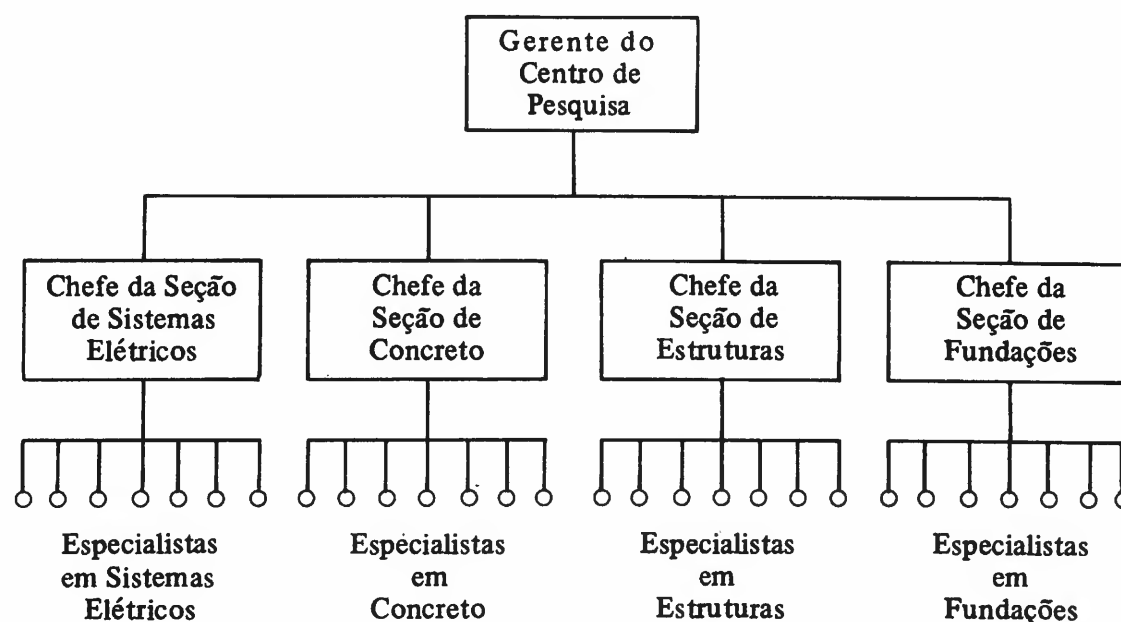 Gerente do
Centro de
Pesquisa
Chefe da Seção
de Sistemas
Elétricos
Chefe da
Seção de
Concreto
Chefe da
Seção de
Estruturas
Chefe da
Seção de
Fundações
Especialistas
em Sistemas
Elétricos
Especialistas
em
Concreto
Especialistas
em
Estruturas
Especialistas
em
Fundações